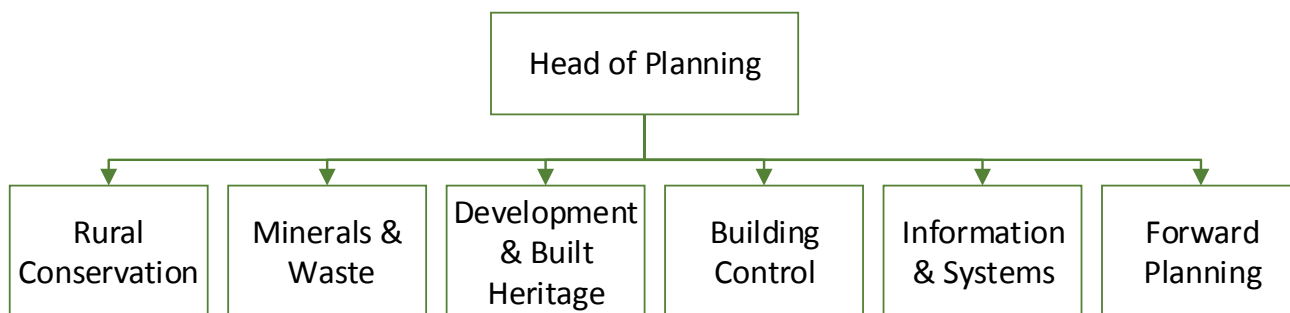 Head of Planning
Rural
Conservation
Minerals &
Waste
Development
& Built
Heritage
Building
Control
Information
& Systems
Forward
Planning